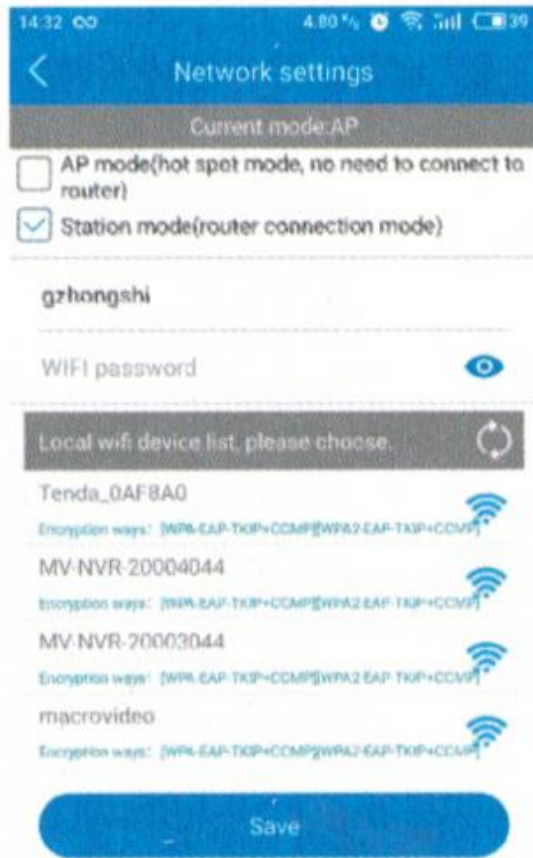 14:32 4.80 39
Network settings
Current mode:AP
AP mode(hot spot mode, no need to connect to
router)
Station mode(router connection mode)
gzhongshi
WIFI password
Local wifi device list, please choose.
Tenda_0AF8A0
Encryption ways: [WPA-EAP-TKIP+CCMP][WPA2-EAP-TKIP+CCMP]
MV-NVR-20004044
Encryption ways: [WPA-EAP-TKIP+CCMP][WPA2-EAP-TKIP+CCMP]
MV-NVR-20003044
Encryption ways: [WPA-EAP-TKIP+CCMP][WPA2-EAP-TKIP+CCMP]
macrovideo
Encryption ways: [WPA-EAP-TKIP+CCMP][WPA2-EAP-TKIP+CCMP]
Save